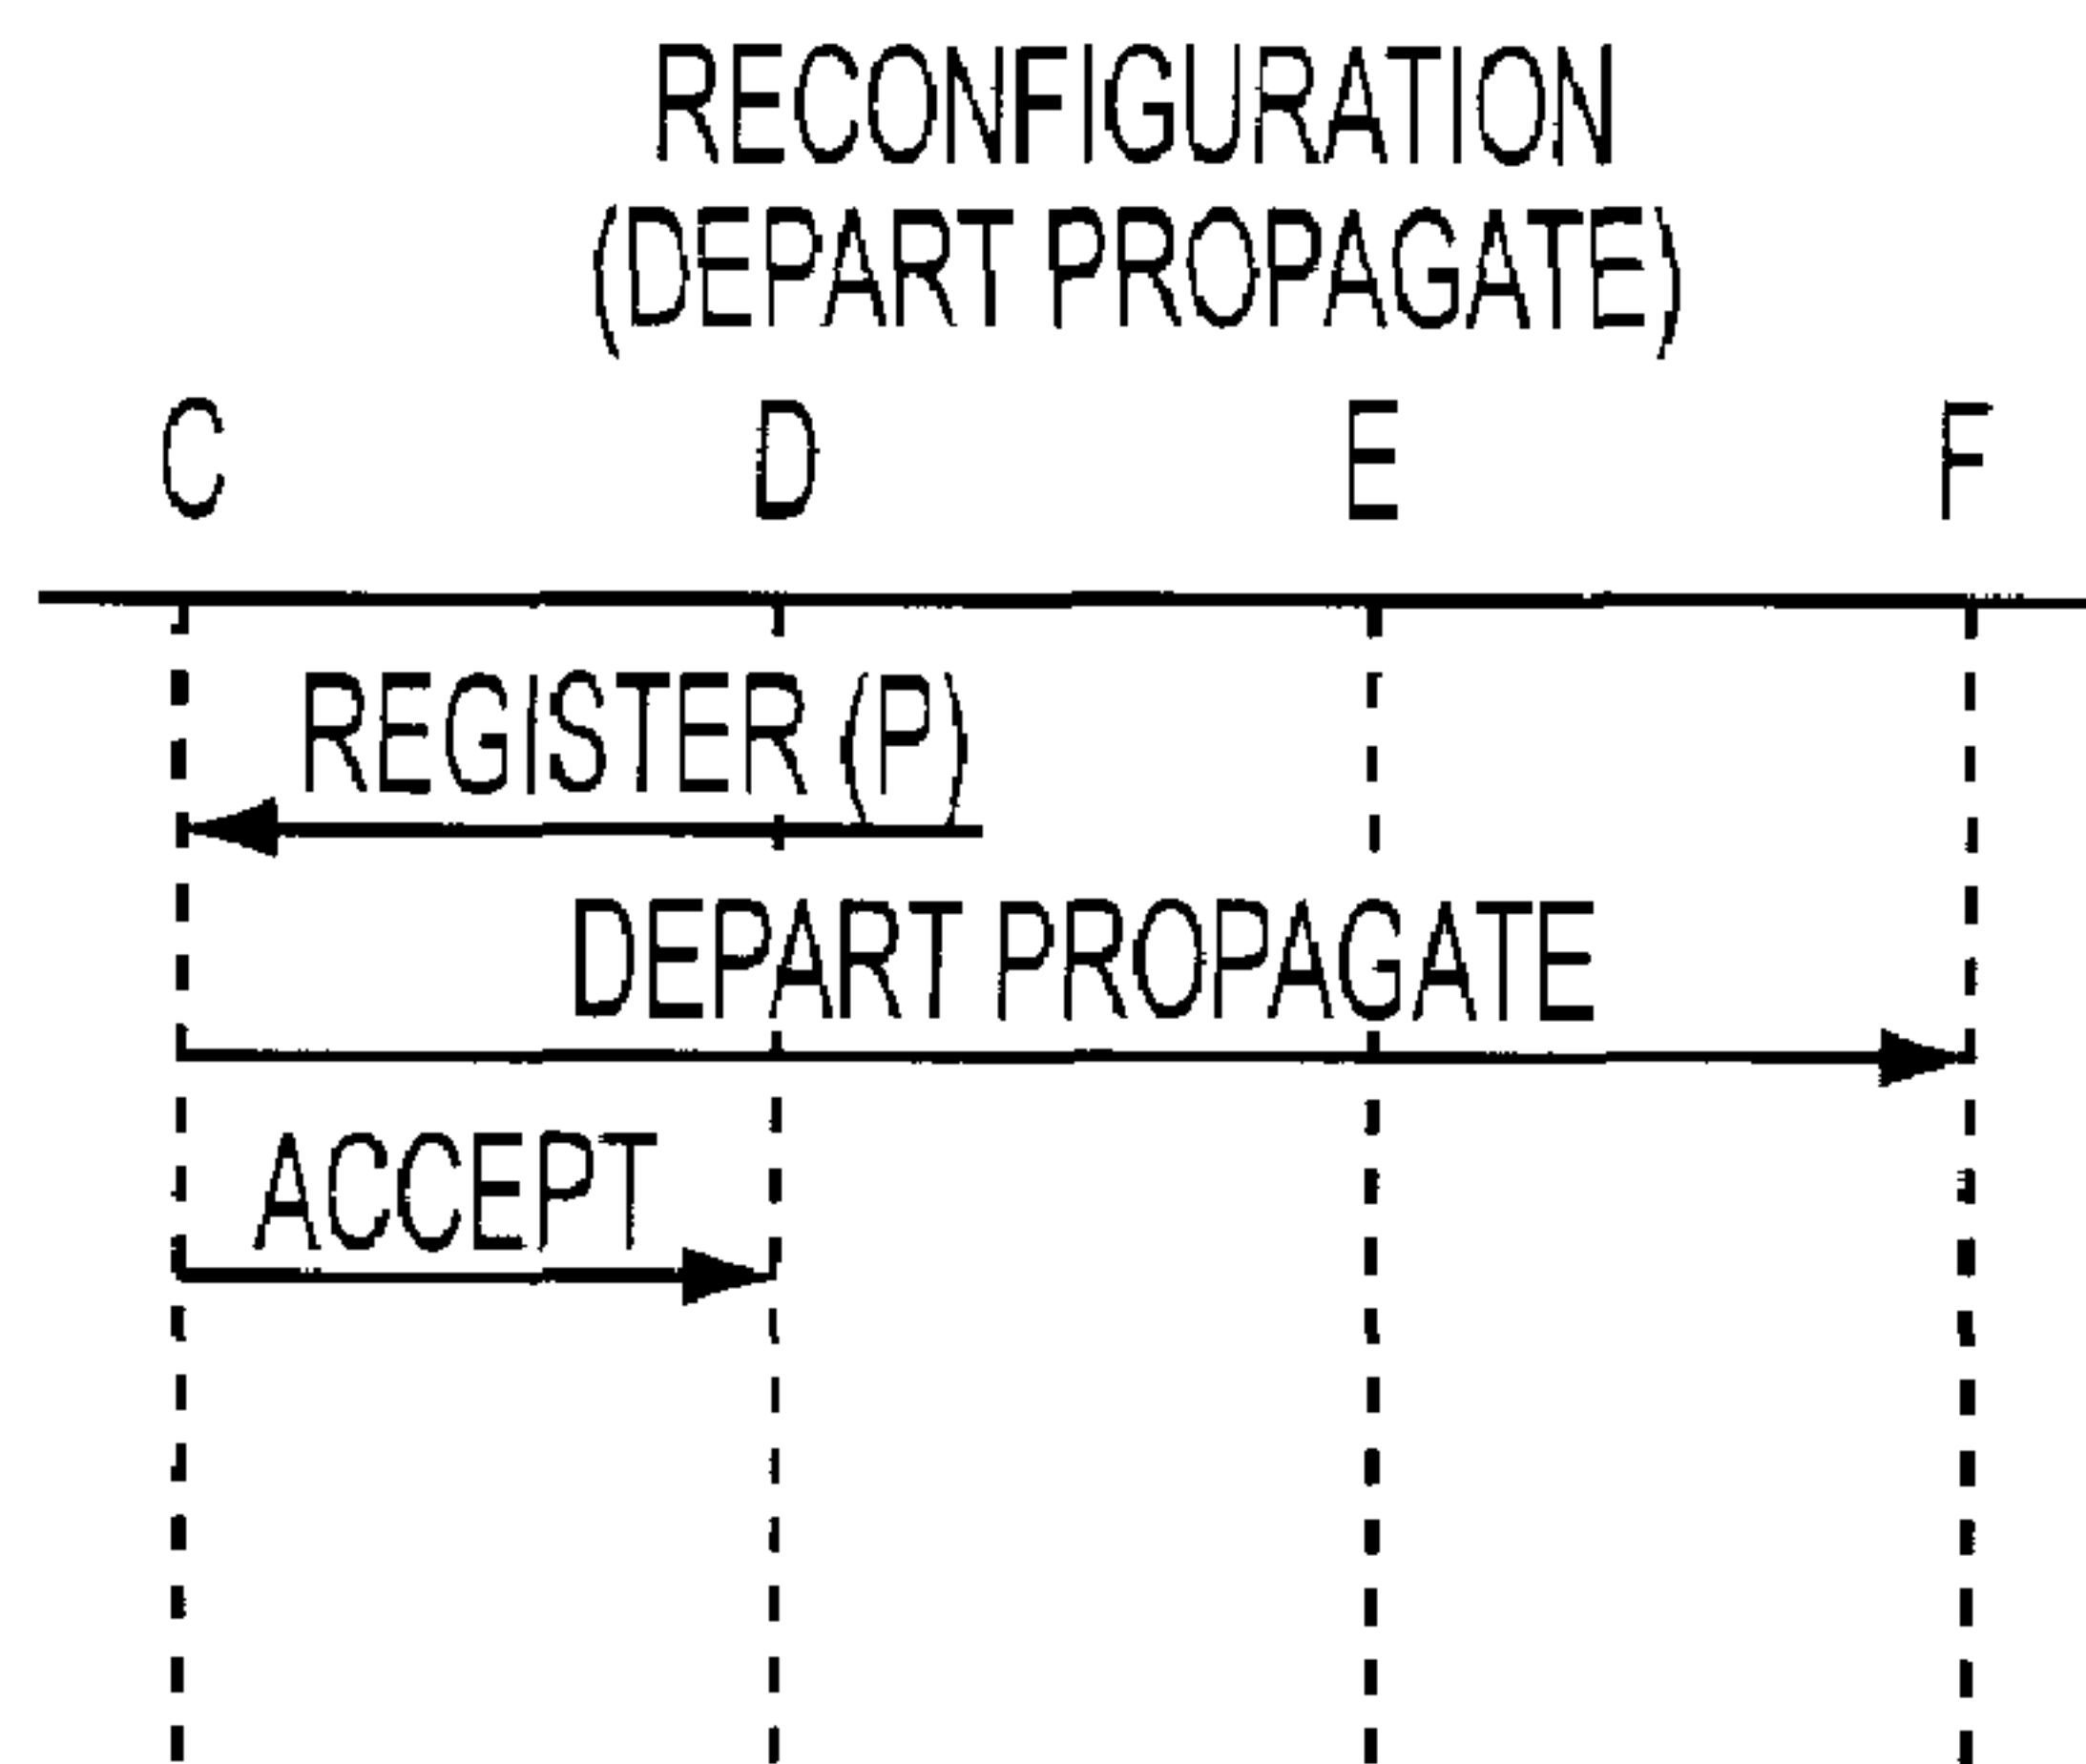 RECONFIGURATION
(DEPART PROPAGATE)
C D E F
REGISTER (P)
DEPART PROPAGATE
ACCEPT